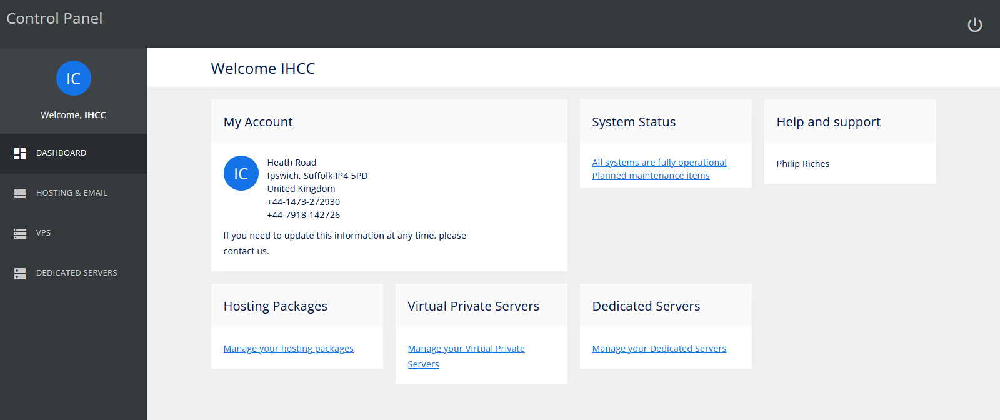 Control Panel
IC
Welcome, IHCC
DASHBOARD
HOSTING & EMAIL
VPS
DEDICATED SERVERS
Welcome IHCC
My Account
IC
Heath Road
Ipswich, Suffolk IP4 5PD
United Kingdom
+44-1473-272930
+44-7918-142726
If you need to update this information at any time, please
contact us.
System Status
All systems are fully operational
Planned maintenance items
Help and support
Philip Riches
Hosting Packages
Manage your hosting packages
Virtual Private Servers
Manage your Virtual Private
Servers
Dedicated Servers
Manage your Dedicated Servers